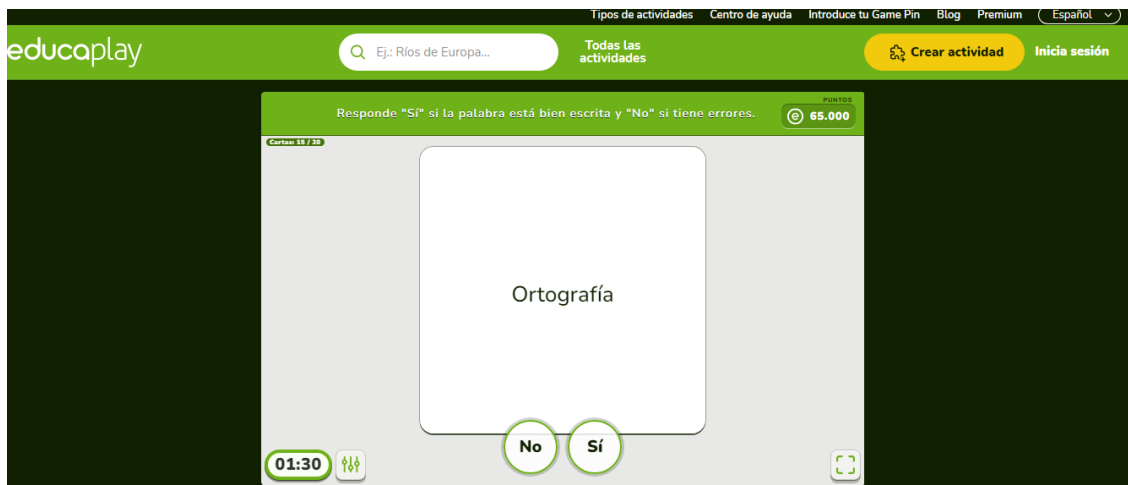 Tipos de actividades Centro de ayuda Introduce tu Game Pin Blog Premium Español
educaplay
Ej.: Ríos de Europa...
Todas las
actividades
Crear actividad
Inicia sesión
Responde "Sí" si la palabra está bien escrita y "No" si tiene errores.
PUNTOS
65.000
Cartas: 15 / 20
Ortografía
No Sí
01:30